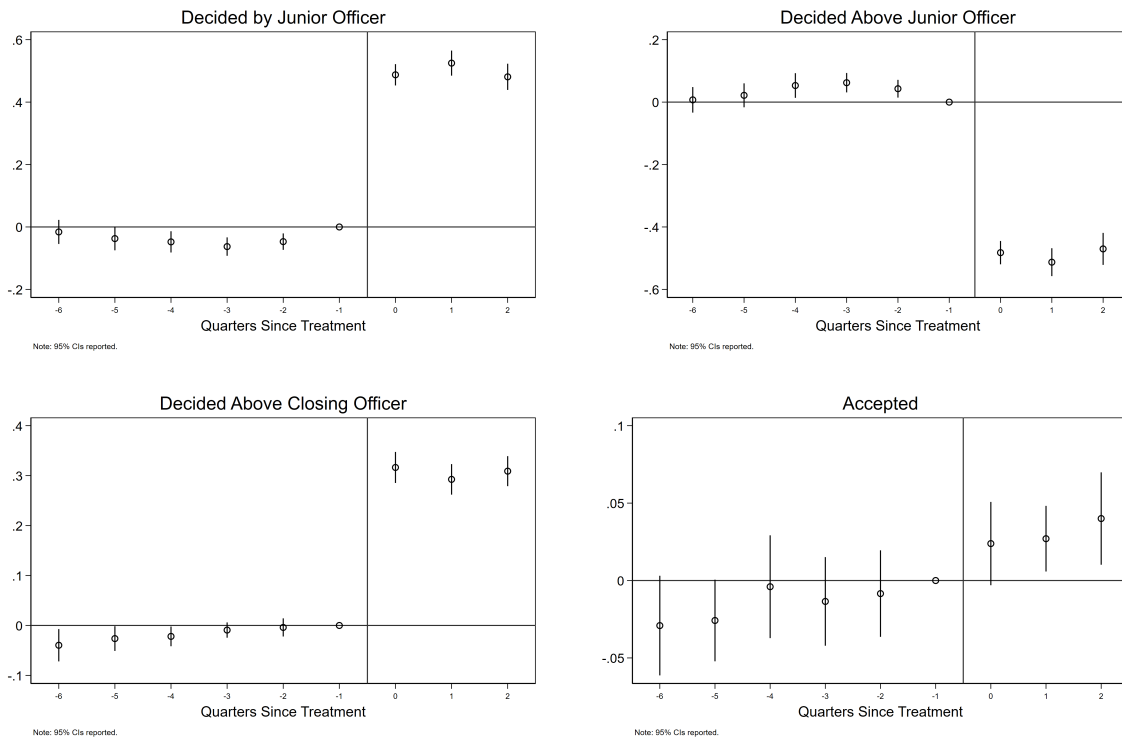 Decided by Junior Officer
.6
.4
.2
0
-.2
-6 -5 -4 -3 -2 -1 0 1 2
Quarters Since Treatment
Note: 95% CIs reported.
Decided Above Junior Officer
.2
0
-.2
-.4
-.6
-6 -5 -4 -3 -2 -1 0 1 2
Quarters Since Treatment
Note: 95% CIs reported.
Decided Above Closing Officer
.4
.3
.2
.1
0
-.1
-6 -5 -4 -3 -2 -1 0 1 2
Quarters Since Treatment
Note: 95% CIs reported.
Accepted
.1
.05
0
-.05
-6 -5 -4 -3 -2 -1 0 1 2
Quarters Since Treatment
Note: 95% CIs reported.